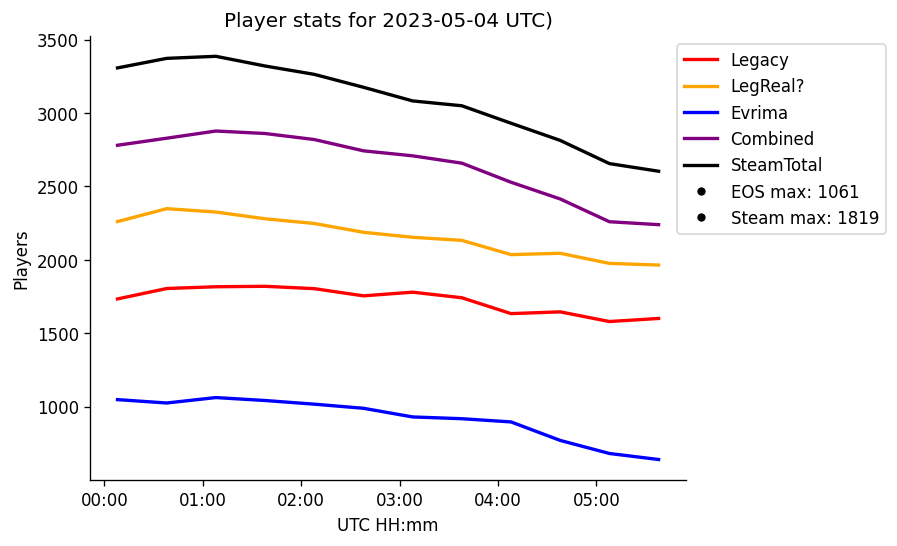 Player stats for 2023-05-04 UTC)
3500
3000
2500
2000
1500
1000
Players
00:00 01:00 02:00 03:00 04:00 05:00
UTC HH:mm
Legacy
LegReal?
Evrima
Combined
SteamTotal
EOS max: 1061
Steam max: 1819